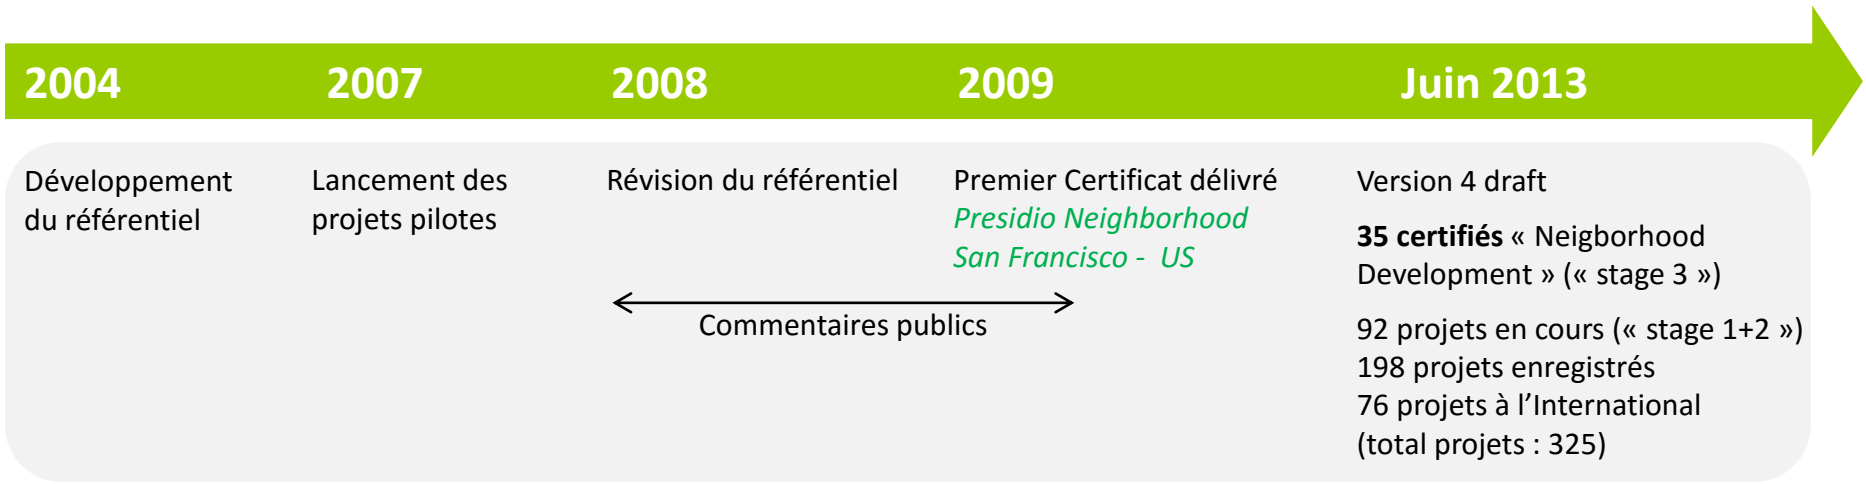 2004
2007
2008
2009
Juin 2013
Développement
du référentiel
Lancement des
projets pilotes
Révision du référentiel
Premier Certificat délivré
Presidio Neighborhood
San Francisco - US
Commentaires publics
Version 4 draft
35 certifiés « Neigborhood
Development » (« stage 3 »)
92 projets en cours (« stage 1+2 »)
198 projets enregistrés
76 projets à l’International
(total projets : 325)